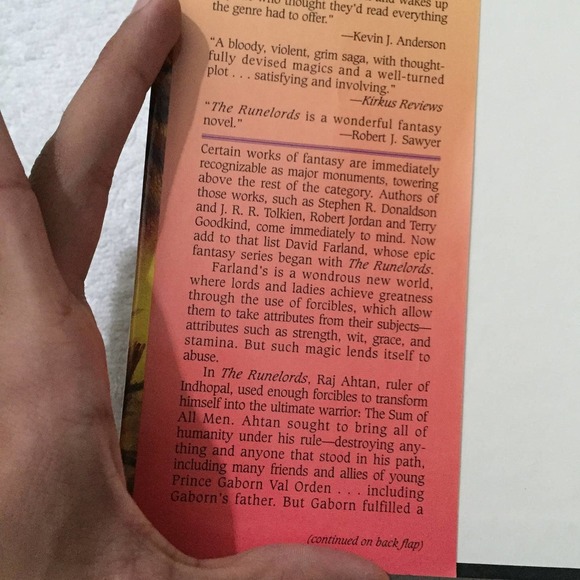 who thought they'd read everything
the genre had to offer."
—Kevin J. Anderson
"A bloody, violent, grim saga, with thought-
fully devised magics and a well-turned
plot . . . satisfying and involving."
—Kirkus Reviews
"The Runelords is a wonderful fantasy
novel."
—Robert J. Sawyer
Certain works of fantasy are immediately
recognizable as major monuments, towering
above the rest of the category. Authors of
those works, such as Stephen R. Donaldson
and J. R. R. Tolkien, Robert Jordan and Terry
Goodkind, come immediately to mind. Now
add to that list David Farland, whose epic
fantasy series began with The Runelords.
Farland's is a wondrous new world,
where lords and ladies achieve greatness
through the use of forcibles, which allow
them to take attributes from their subjects—
attributes such as strength, wit, grace, and
stamina. But such magic lends itself to
abuse.
In The Runelords, Raj Ahtan, ruler of
Indhopal, used enough forcibles to transform
himself into the ultimate warrior: The Sum of
All Men. Ahtan sought to bring all of
humanity under his rule—destroying any-
thing and anyone that stood in his path,
including many friends and allies of young
Prince Gaborn Val Orden . . . including
Gaborn's father. But Gaborn fulfilled a
(continued on back flap)